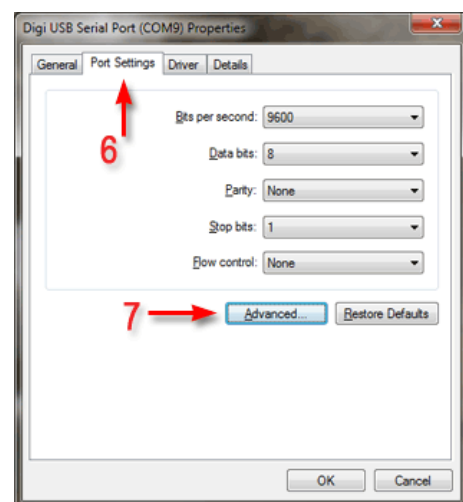 Digi USB Serial Port (COM9) Properties
General Port Settings Driver Details
6
Bits per second: 9600
Data bits: 8
Parity: None
Stop bits: 1
Flow control: None
7 Advanced... Restore Defaults
OK Cancel